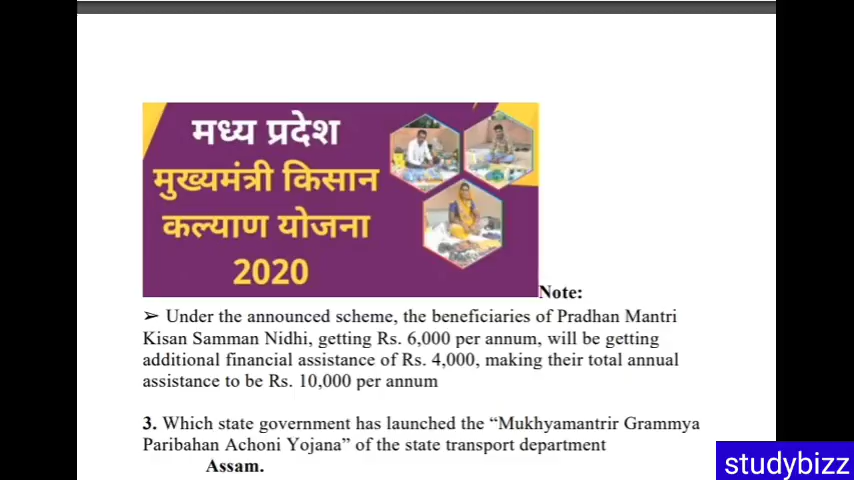 मध्य प्रदेश
मुख्यमंत्री किसान
कल्याण योजना
2020
Note:
➢ Under the announced scheme, the beneficiaries of Pradhan Mantri
Kisan Samman Nidhi, getting Rs. 6,000 per annum, will be getting
additional financial assistance of Rs. 4,000, making their total annual
assistance to be Rs. 10,000 per annum
3. Which state government has launched the “Mukhyamantrir Grammya
Paribahan Achoni Yojana” of the state transport department
Assam.
studybizz